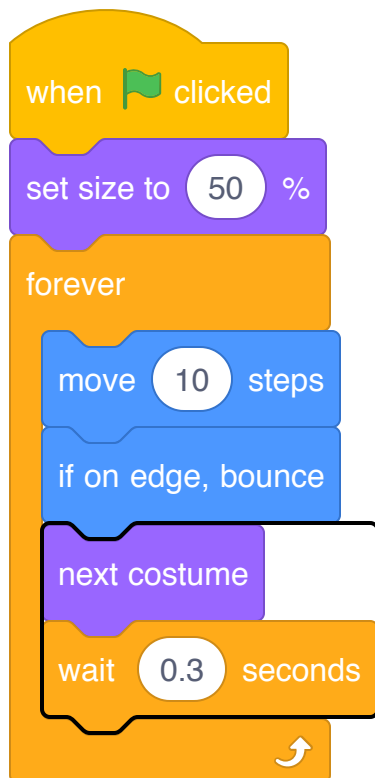 when clicked
set size to 50 %
forever
move 10 steps
if on edge, bounce
next costume
wait 0.3 seconds